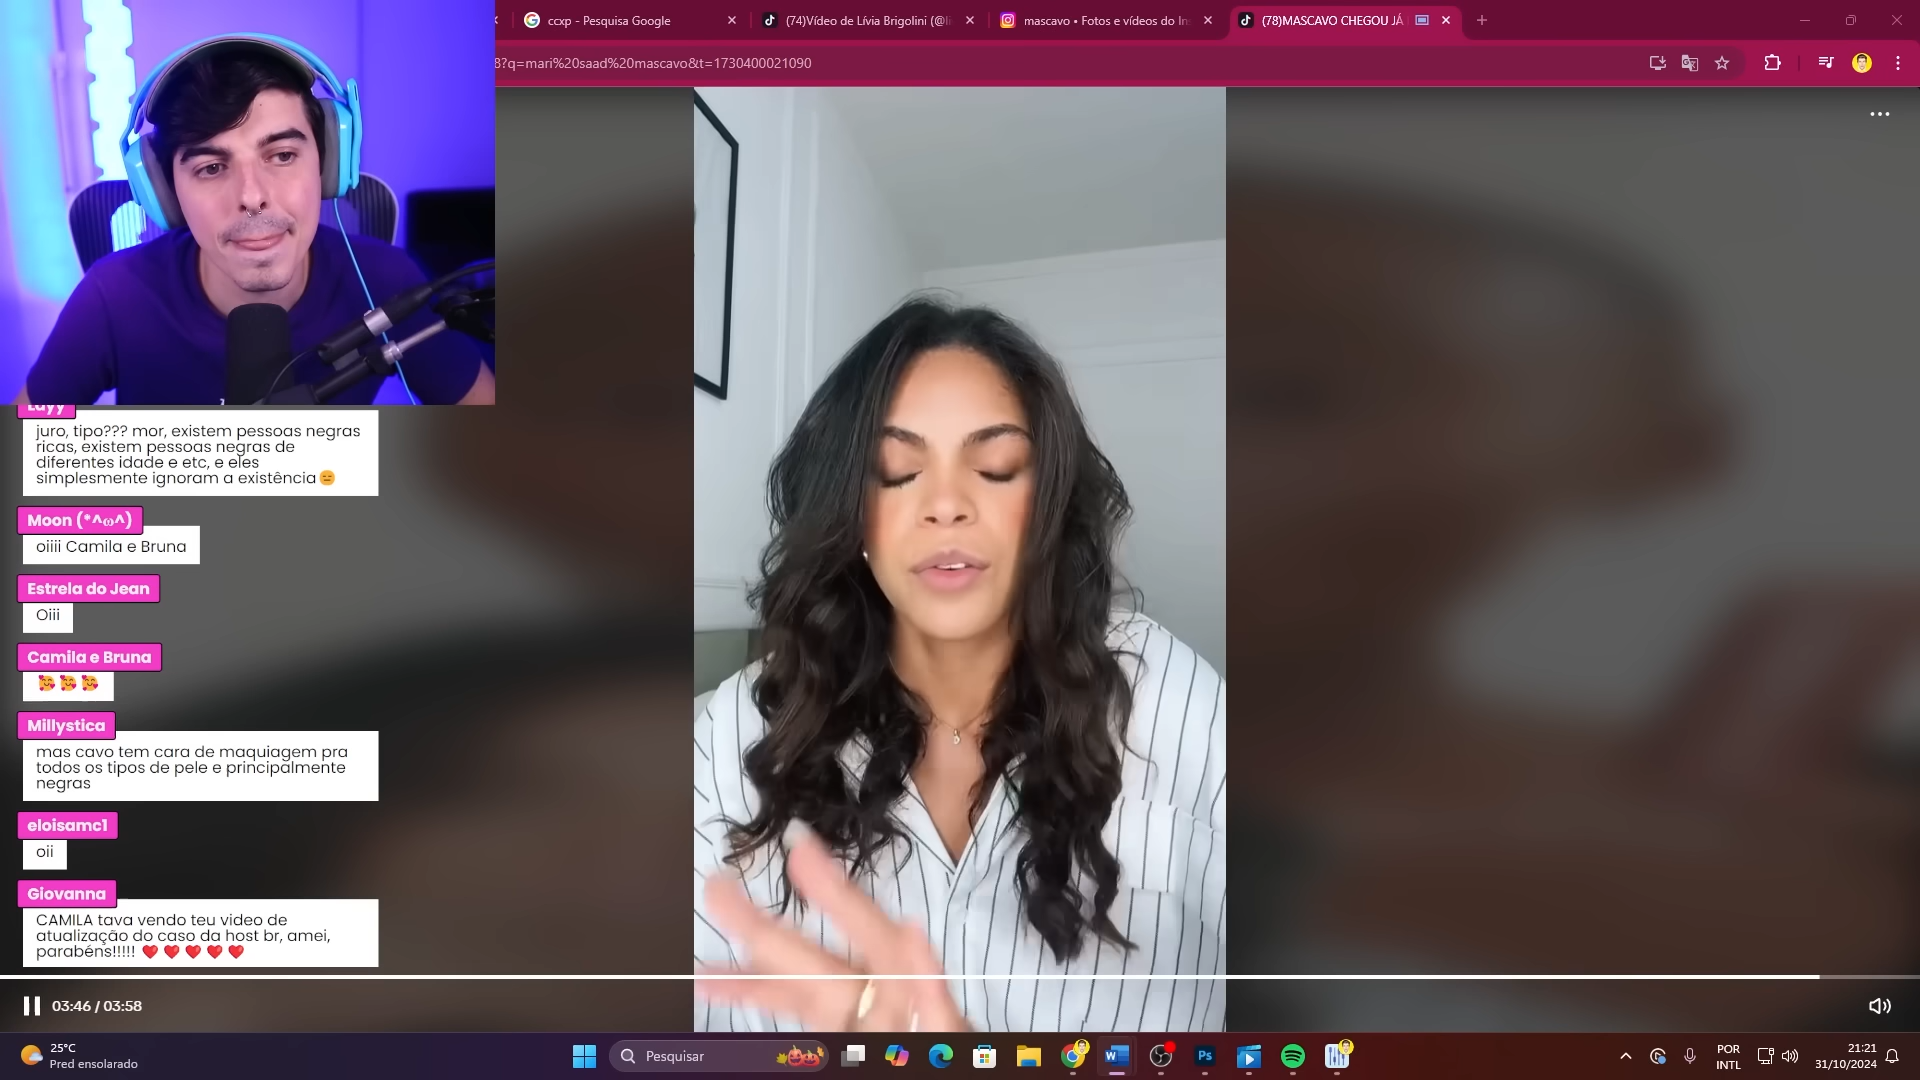 ccxp - Pesquisa Google
(74)Vídeo de Lívia Brigolini (@li
mascavo • Fotos e vídeos do In
(78)MASCAVO CHEGOU JÁ
8?q=mari%20saad%20mascavo&t=1730400021090
Layy
juro, tipo??? mor, existem pessoas negras
ricas, existem pessoas negras de
diferentes idade e etc, e eles
simplesmente ignoram a existência😑
Moon (*^ω^)
oiiii Camila e Bruna
Estrela do Jean
Oiii
Camila e Bruna
🥰 🥰 🥰
Millystica
mas cavo tem cara de maquiagem pra
todos os tipos de pele e principalmente
negras
eloisamc1
oii
Giovanna
CAMILA tava vendo teu video de
atualização do caso da host br, amei,
parabéns!!!!! ❤️ ❤️ ❤️ ❤️ ❤️
03:46 / 03:58
25°C
Pred ensolarado
Pesquisar
Ps
POR
INTL
21:21
31/10/2024